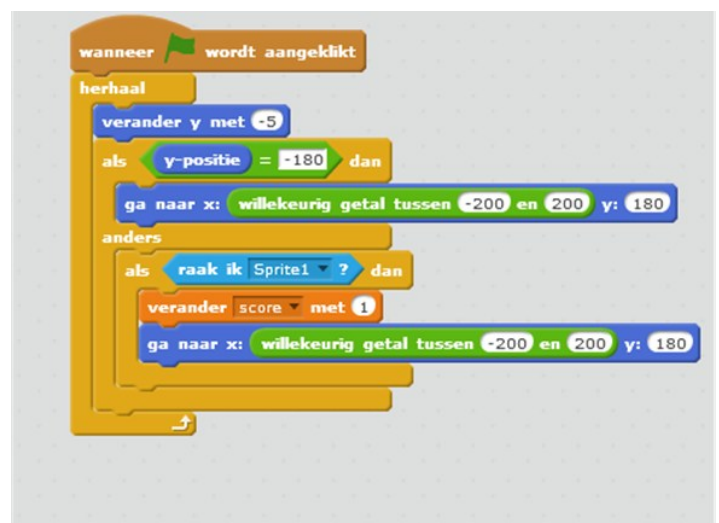 wanneer wordt aangeklikt
herhaal
verander y met -5
als y-positie = -180 dan
ga naar x: willekeurig getal tussen -200 en 200 y: 180
anders
als raak ik Sprite1 ? dan
verander score met 1
ga naar x: willekeurig getal tussen -200 en 200 y: 180